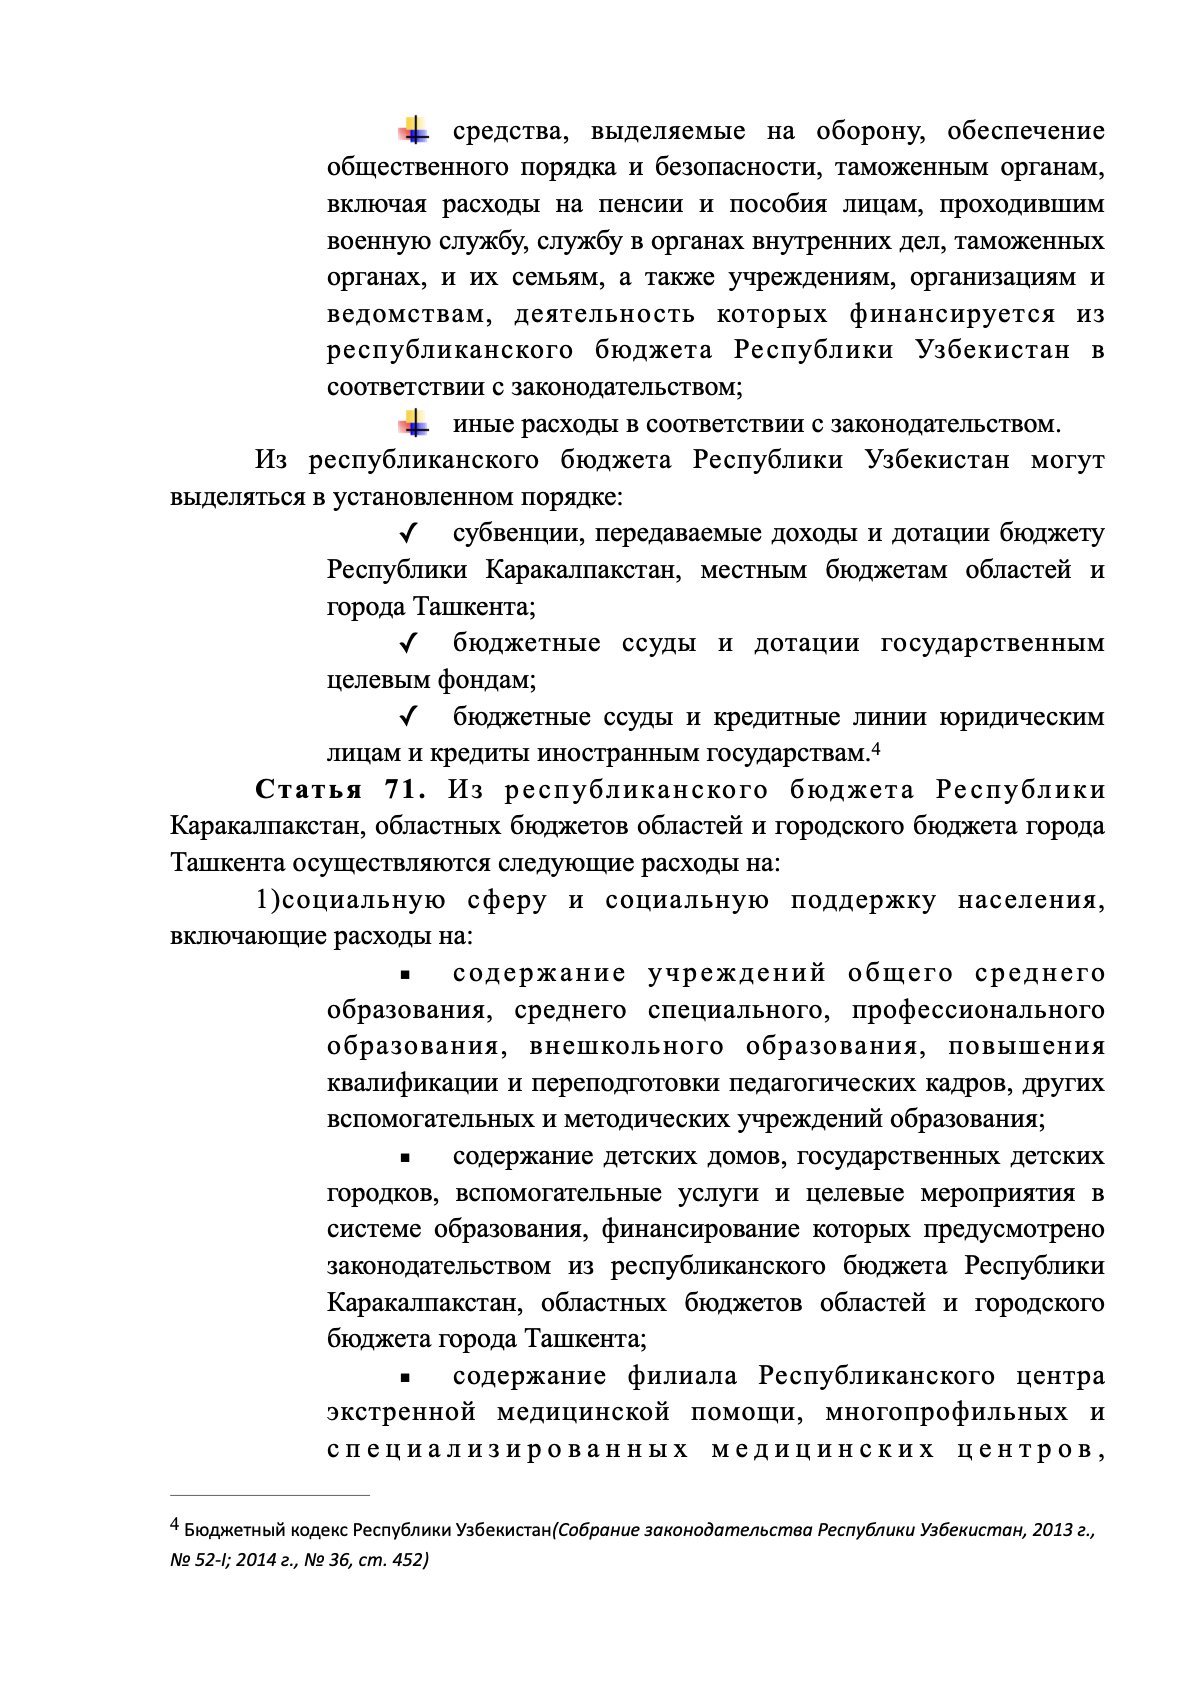 средства, выделяемые на оборону, обеспечение
общественного порядка и безопасности, таможенным органам,
включая расходы на пенсии и пособия лицам, проходившим
военную службу, службу в органах внутренних дел, таможенных
органах, и их семьям, а также учреждениям, организациям и
ведомствам, деятельность которых финансируется из
республиканского бюджета Республики Узбекистан в
соответствии с законодательством;
иные расходы в соответствии с законодательством.
Из республиканского бюджета Республики Узбекистан могут
выделяться в установленном порядке:
✓ субвенции, передаваемые доходы и дотации бюджету
Республики Каракалпакстан, местным бюджетам областей и
города Ташкента;
✓ бюджетные ссуды и дотации государственным
целевым фондам;
✓ бюджетные ссуды и кредитные линии юридическим
лицам и кредиты иностранным государствам.4
Статья 71. Из республиканского бюджета Республики
Каракалпакстан, областных бюджетов областей и городского бюджета города
Ташкента осуществляются следующие расходы на:
1)социальную сферу и социальную поддержку населения,
включающие расходы на:
▪ содержание учреждений общего среднего
образования, среднего специального, профессионального
образования, внешкольного образования, повышения
квалификации и переподготовки педагогических кадров, других
вспомогательных и методических учреждений образования;
▪ содержание детских домов, государственных детских
городков, вспомогательные услуги и целевые мероприятия в
системе образования, финансирование которых предусмотрено
законодательством из республиканского бюджета Республики
Каракалпакстан, областных бюджетов областей и городского
бюджета города Ташкента;
▪ содержание филиала Республиканского центра
экстренной медицинской помощи, многопрофильных и
специализированных медицинских центров,
4 Бюджетный кодекс Республики Узбекистан(Собрание законодательства Республики Узбекистан, 2013 г.,
№ 52-I; 2014 г., № 36, ст. 452)